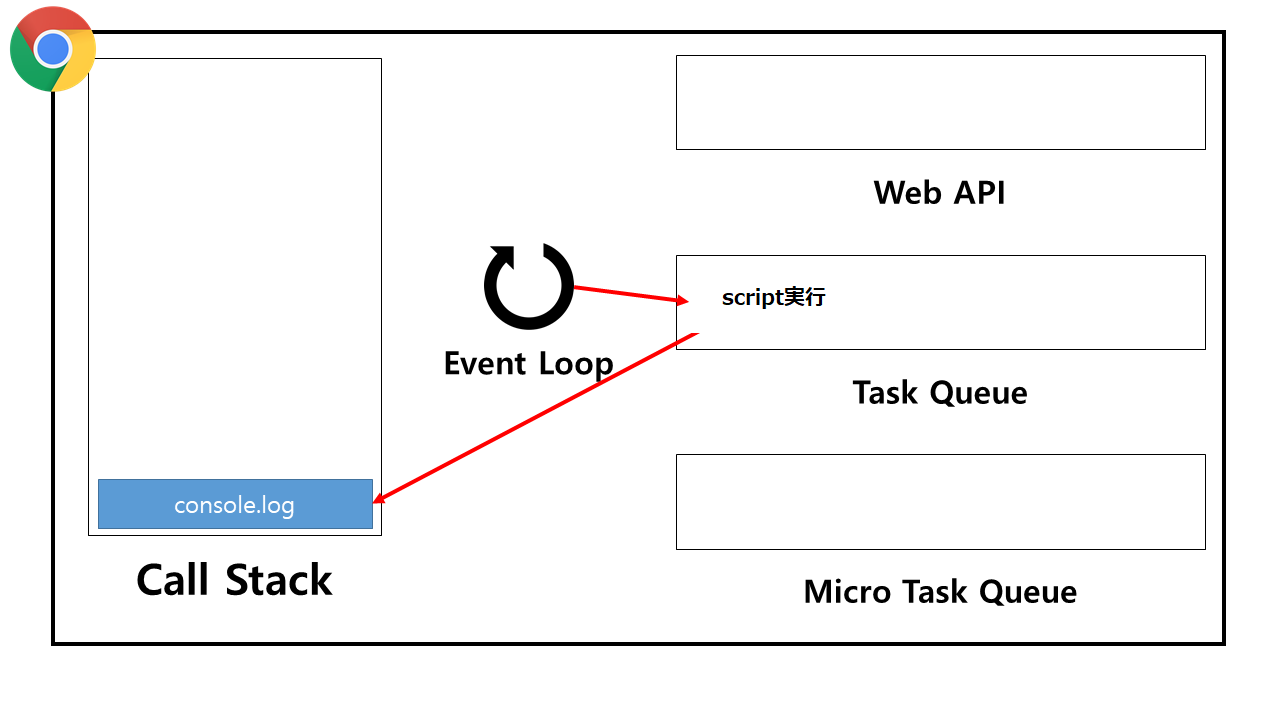 Web API
Event Loop
script実行
Task Queue
console.log
Call Stack
Micro Task Queue